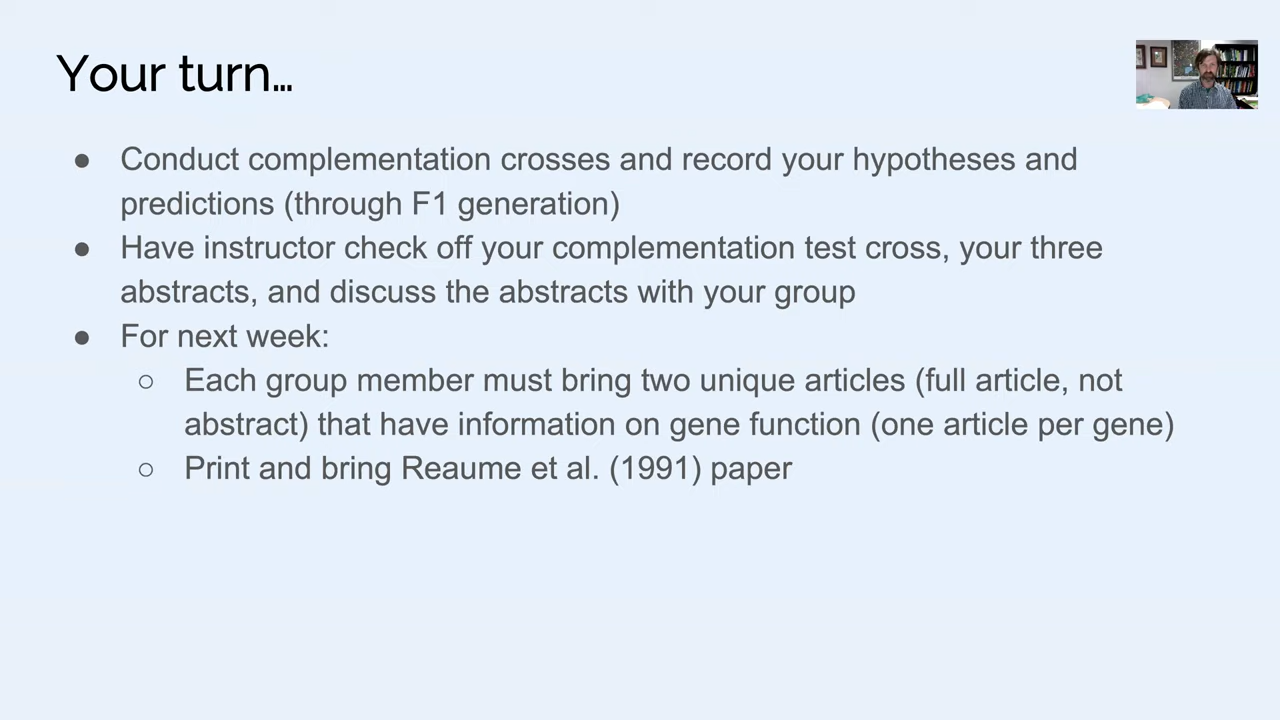 Your turn…
● Conduct complementation crosses and record your hypotheses and
predictions (through F1 generation)
● Have instructor check off your complementation test cross, your three
abstracts, and discuss the abstracts with your group
● For next week:
○ Each group member must bring two unique articles (full article, not
abstract) that have information on gene function (one article per gene)
○ Print and bring Reaume et al. (1991) paper